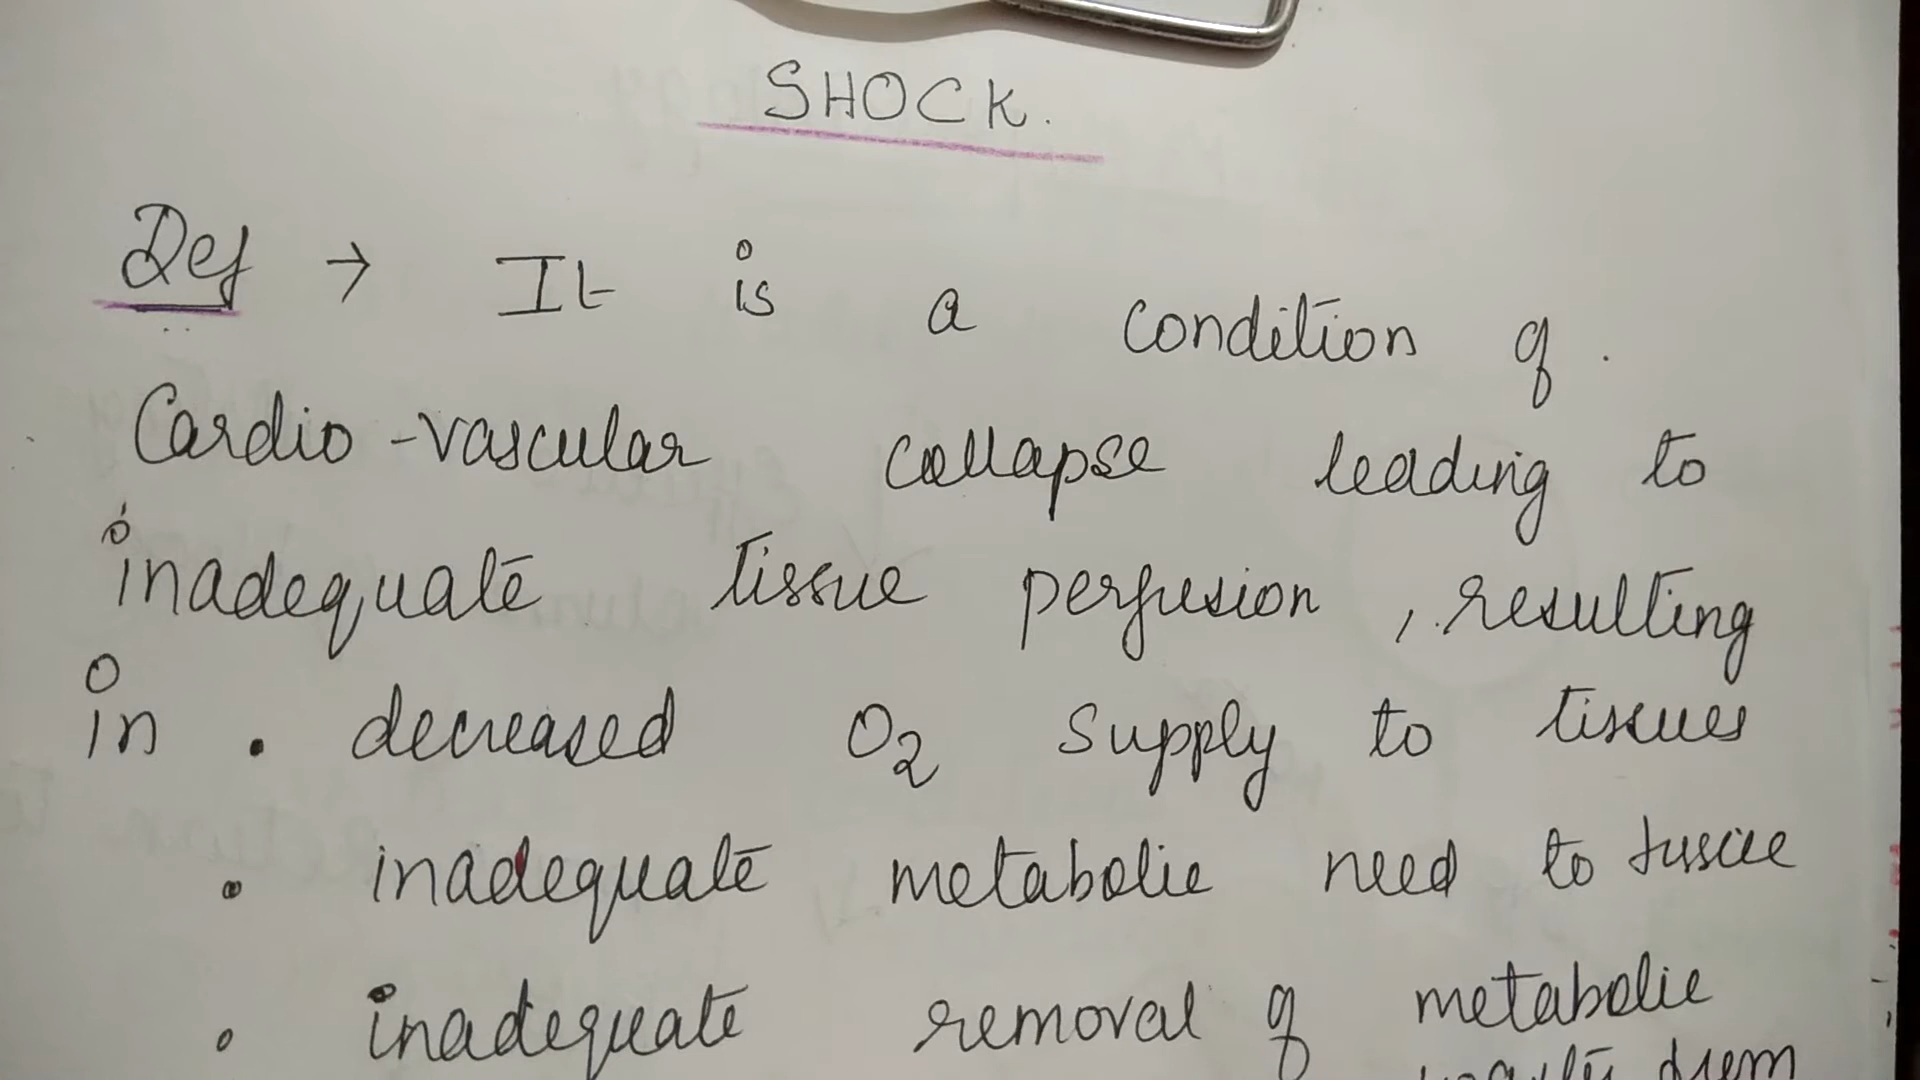 SHOCK.
Def → It is a condition of.
Cardio-vascular collapse leading to
inadequate tissue perfusion, resulting
in • decreased O₂ supply to tissues
• inadequate metabolic need to tissue
• inadequate removal of metabolic